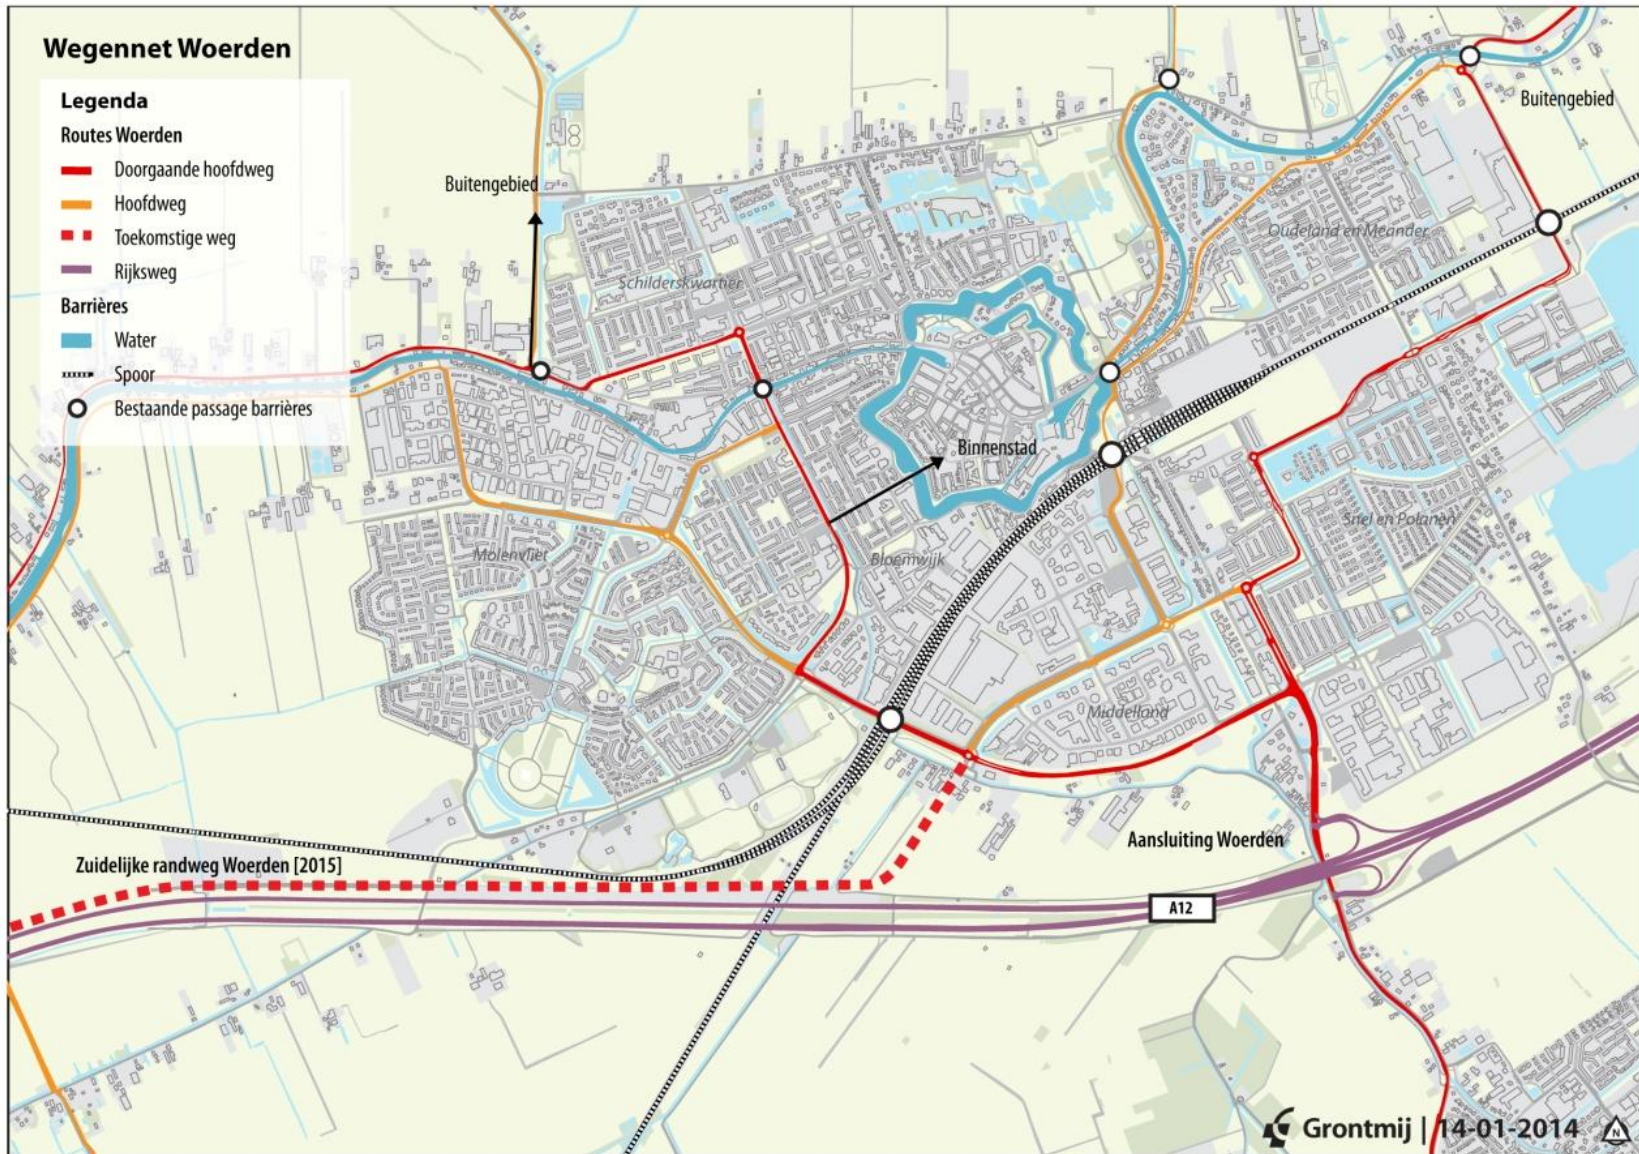 Wegennet Woerden
Legenda
Routes Woerden
Doorgaande hoofdweg
Hoofdweg
Toekomstige weg
Rijksweg
Barrières
Water
Spoor
Bestaande passage barrières
Buitengebied
Buitengebied
Schilderskwartier
Oudeland en Meander
Binnenstad
Snel en Polanen
Molenvliet
Bloemwijk
Middelland
Aansluiting Woerden
Zuidelijke randweg Woerden [2015]
A12
Grontmij | 14-01-2014
N